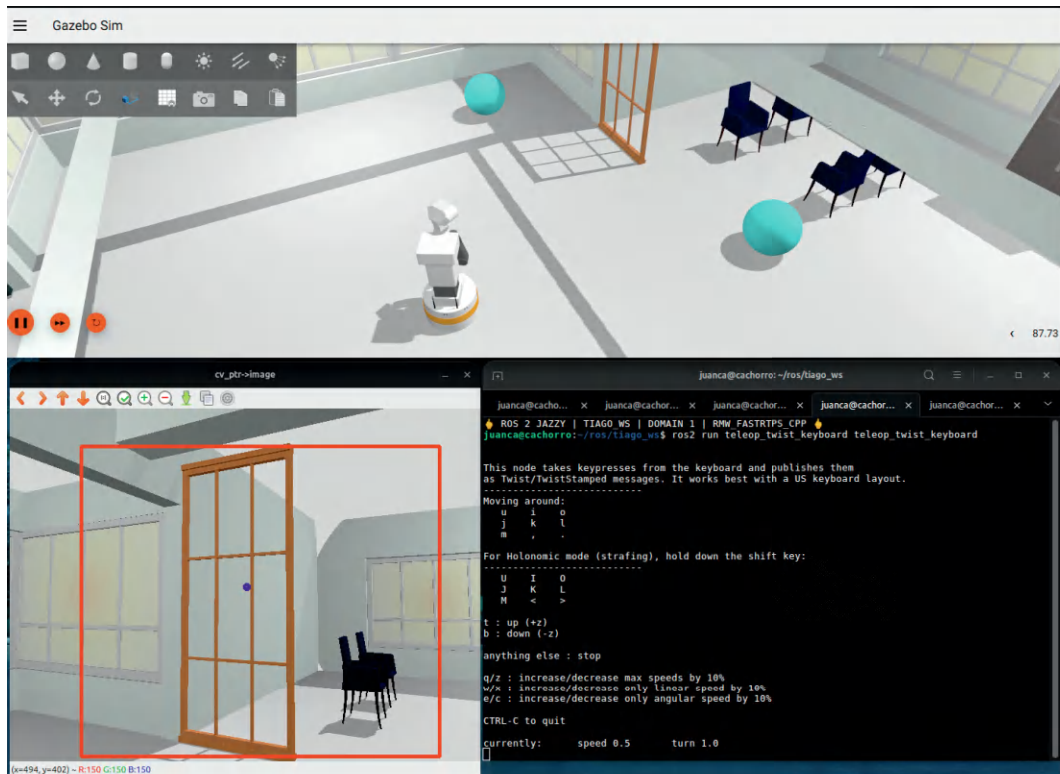 Gazebo Sim
87.73
cv_ptr->image
juanca@cachorro: ~/ros/tiago_ws
juanca@cacho...
juanca@cachor...
juanca@cachor...
juanca@cachor...
juanca@cachor...
ROS 2 JAZZY | TIAGO_WS | DOMAIN 1 | RMW_FASTRTPS_CPP
juanca@cachorro:~/ros/tiago_ws$ ros2 run teleop_twist_keyboard teleop_twist_keyboard
This node takes keypresses from the keyboard and publishes them
as Twist/TwistStamped messages. It works best with a US keyboard layout.
---------------------------
Moving around:
u i o
j k l
m , .
For Holonomic mode (strafing), hold down the shift key:
---------------------------
U I O
J K L
M < >
t : up (+z)
b : down (-z)
anything else : stop
q/z : increase/decrease max speeds by 10%
w/x : increase/decrease only linear speed by 10%
e/c : increase/decrease only angular speed by 10%
CTRL-C to quit
currently: speed 0.5 turn 1.0
(x=494, y=402) ~ R:150 G:150 B:150